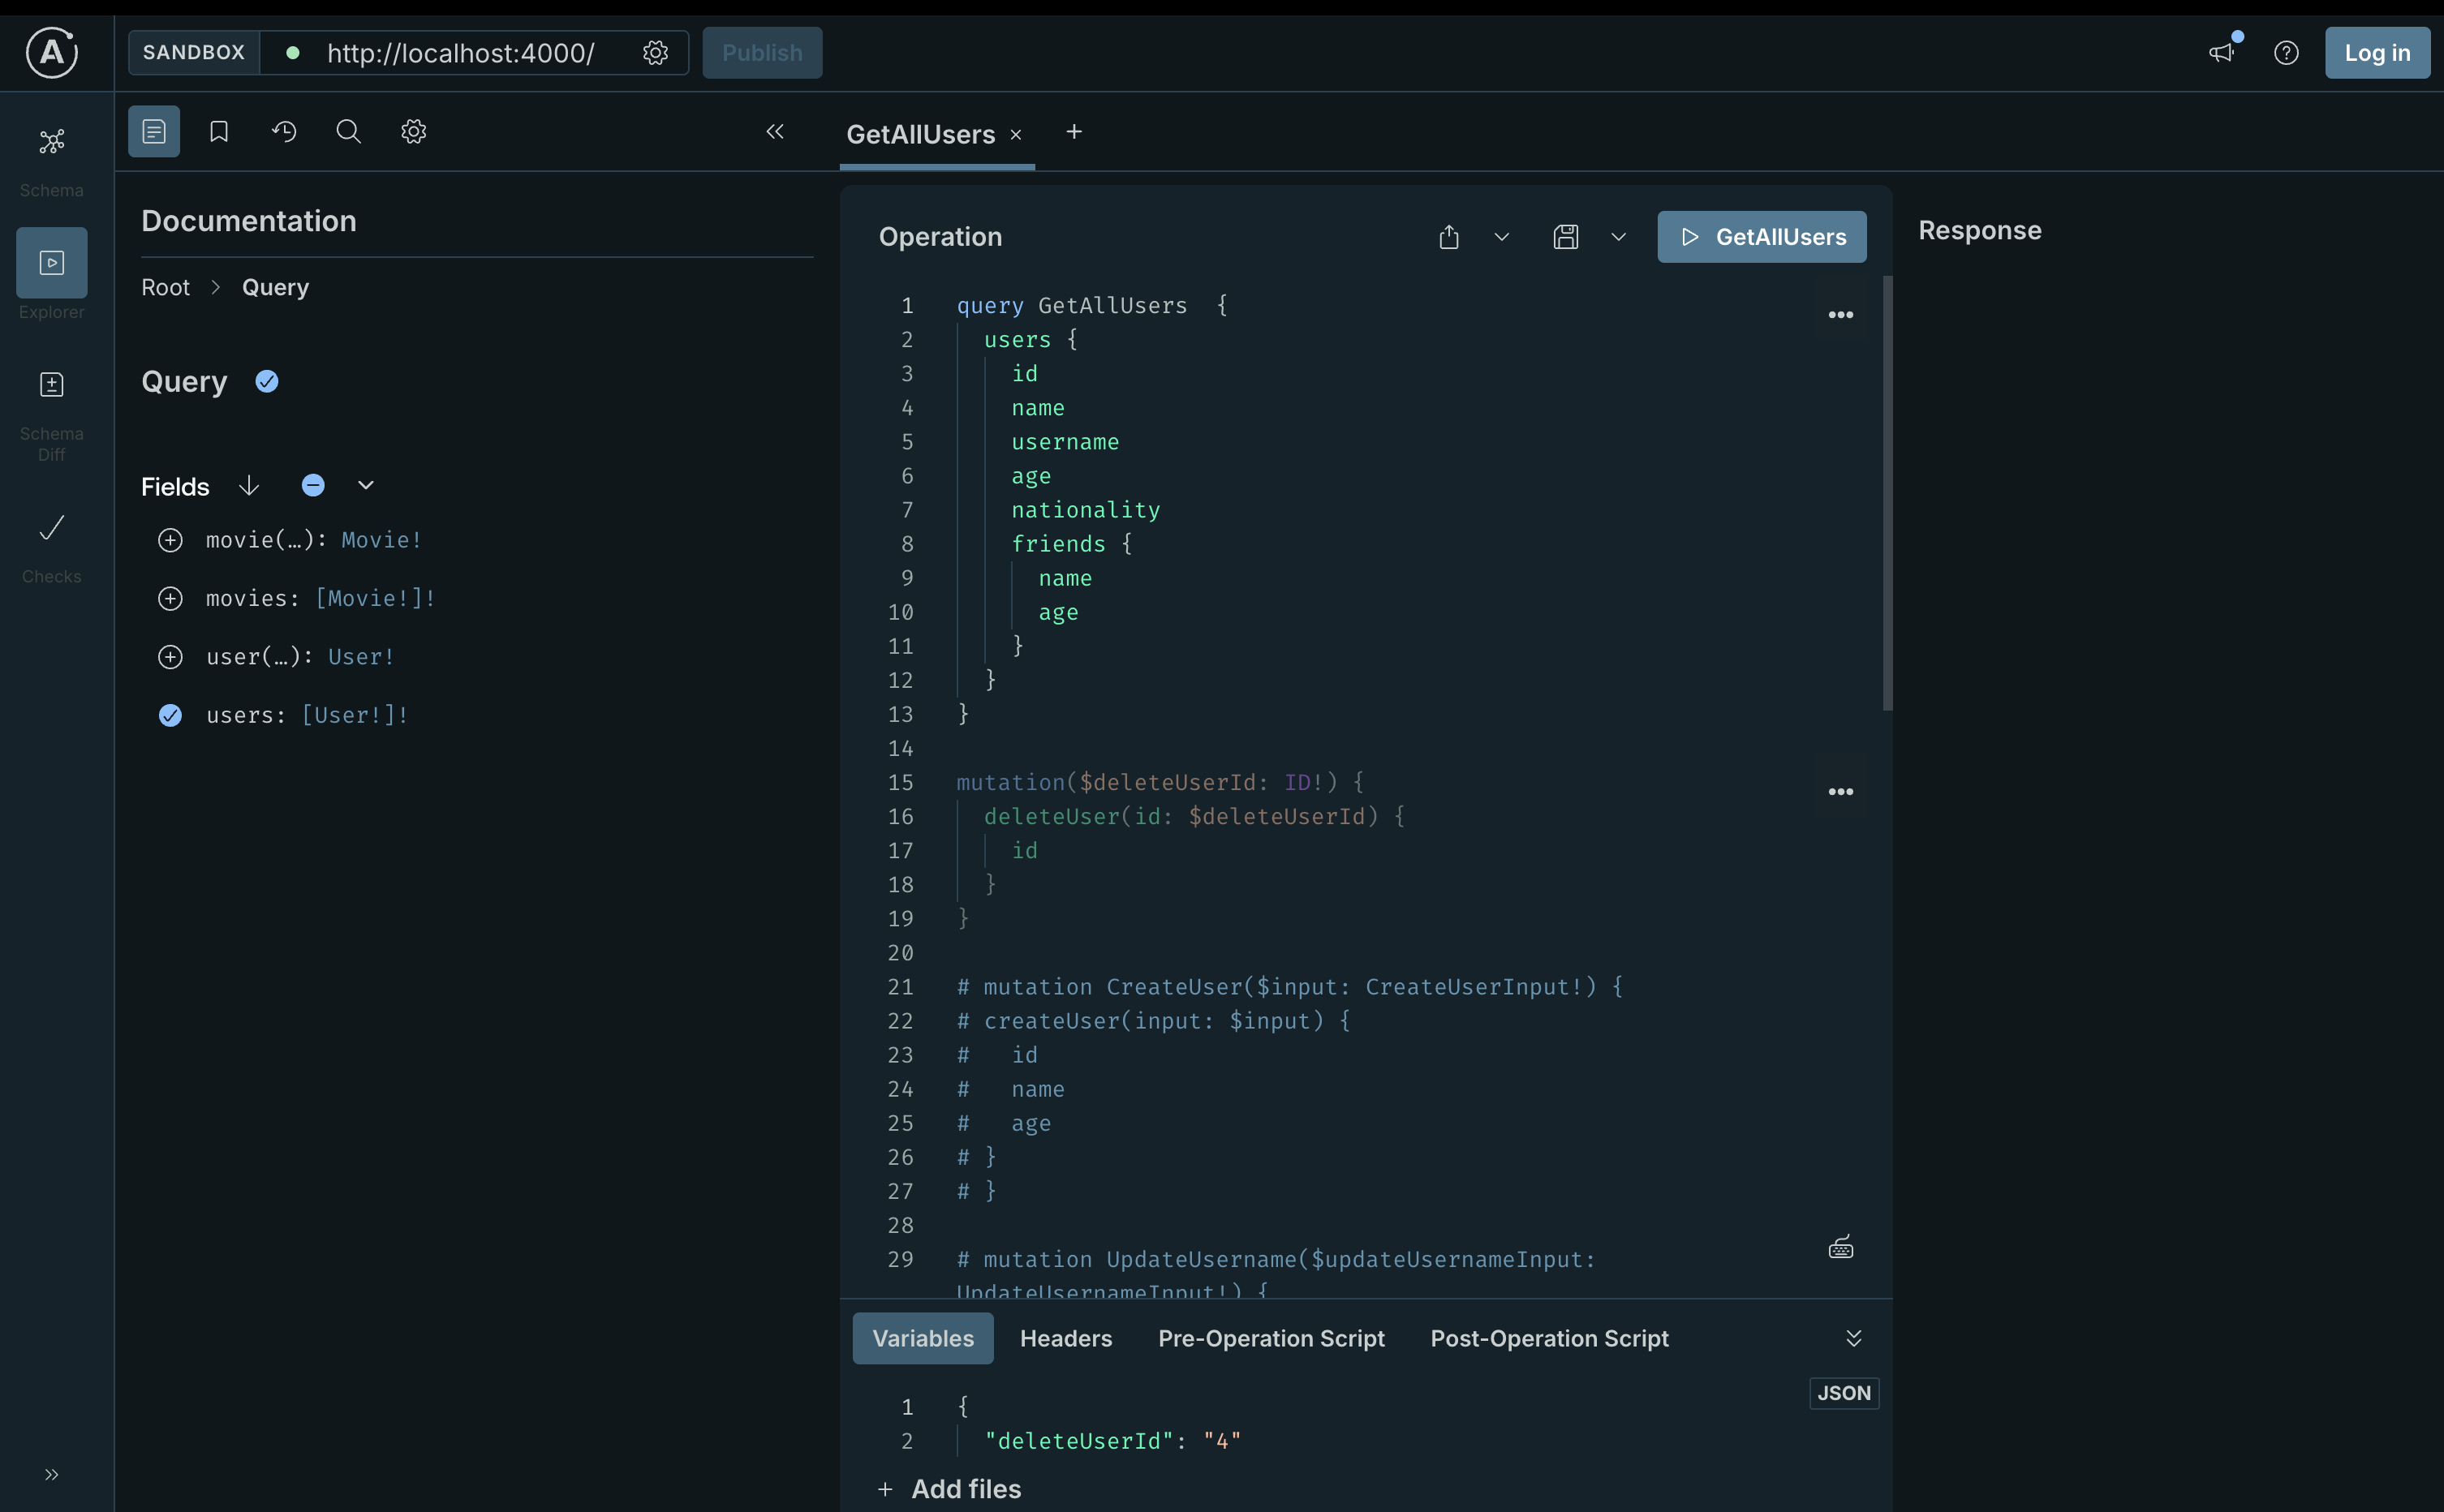 SANDBOX http://localhost:4000/ Publish Log in
Schema
Explorer
Schema
Diff
Checks
Documentation
Root > Query
Query
Fields
movie(…): Movie!
movies: [Movie!]!
user(…): User!
users: [User!]!
GetAllUsers × +
Operation
GetAllUsers
1 query GetAllUsers  {
2   users {
3     id
4     name
5     username
6     age
7     nationality
8     friends {
9       name
10       age
11     }
12   }
13 }
14
15 mutation($deleteUserId: ID!) {
16   deleteUser(id: $deleteUserId) {
17     id
18   }
19 }
20
21 # mutation CreateUser($input: CreateUserInput!) {
22 # createUser(input: $input) {
23 #   id
24 #   name
25 #   age
26 # }
27 # }
28
29 # mutation UpdateUsername($updateUsernameInput:
UpdateUsernameInput!) {
Variables Headers Pre-Operation Script Post-Operation Script
JSON
1 {
2   "deleteUserId": "4"
+ Add files
Response